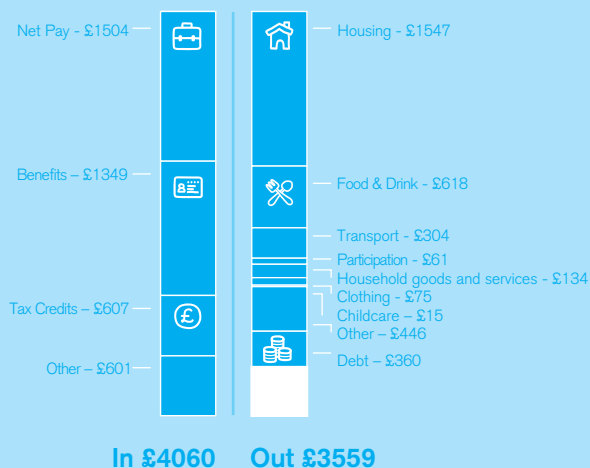 Net Pay - £1504
Benefits – £1349
Tax Credits – £607
Other – £601
Housing - £1547
Food & Drink - £618
Transport - £304
Participation - £61
Household goods and services - £134
Clothing - £75
Childcare – £15
Other – £446
Debt – £360
In £4060
Out £3559